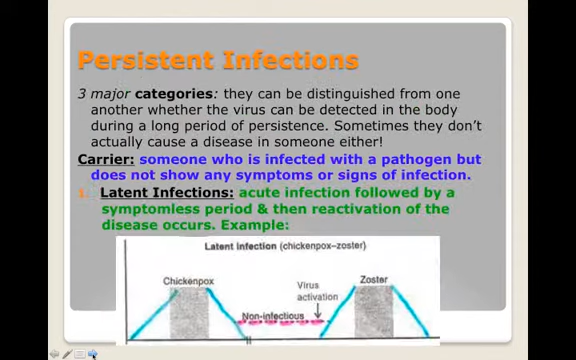 Persistent Infections
3 major categories: they can be distinguished from one
another whether the virus can be detected in the body
during a long period of persistence. Sometimes they don't
actually cause a disease in someone either!
Carrier: someone who is infected with a pathogen but
does not show any symptoms or signs of infection.
1. Latent Infections: acute infection followed by a
symptomless period & then reactivation of the
disease occurs. Example:
Latent Infection (chickenpox–zoster)
Chickenpox
Zoster
Virus
activation
Non-infectious